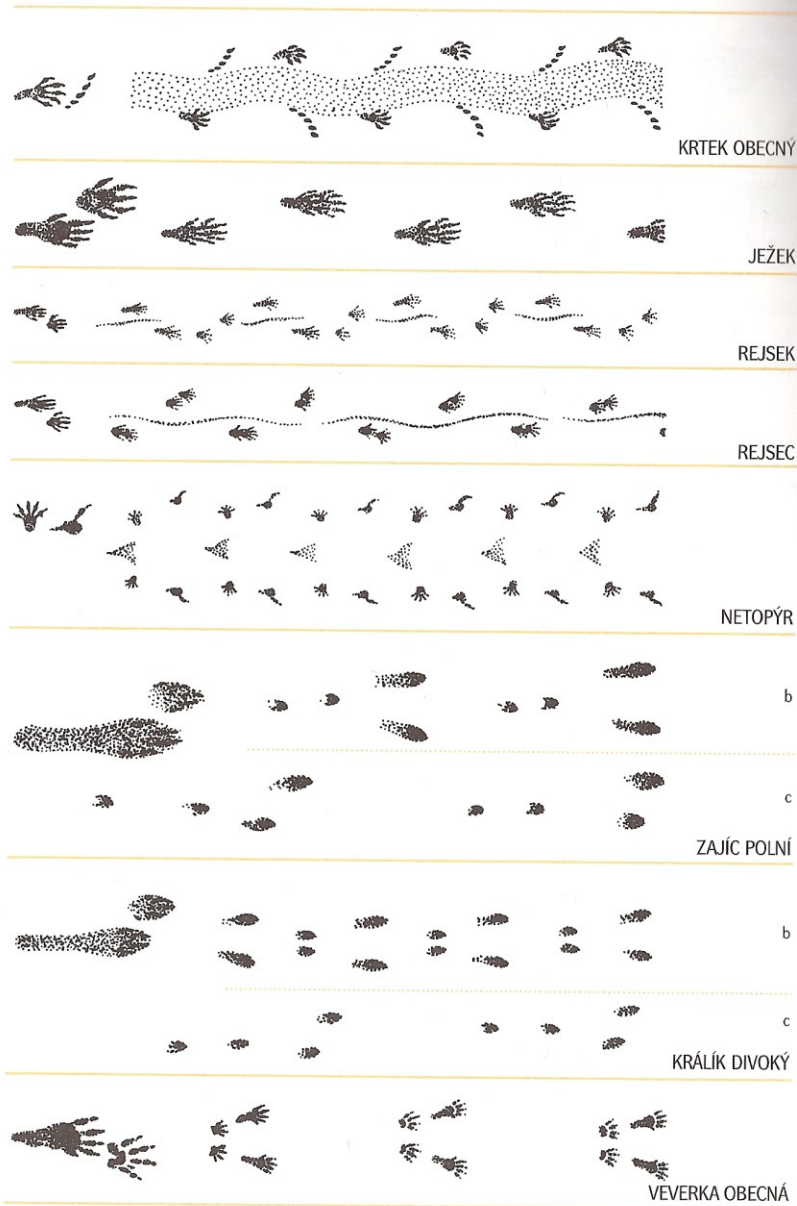 KRTEK OBECNÝ
JEŽEK
REJSEK
REJSEC
NETOPÝR
b
c
ZAJÍC POLNÍ
b
c
KRÁLÍK DIVOKÝ
VEVERKA OBECNÁ